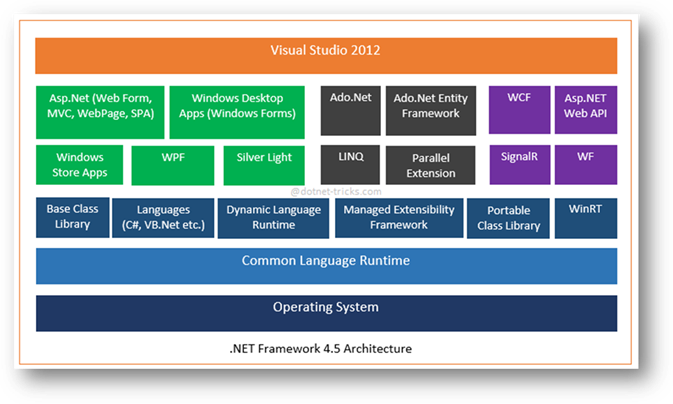 Visual Studio 2012
Asp.Net (Web Form,
MVC, WebPage, SPA)
Windows Desktop
Apps (Windows Forms)
Ado.Net
Ado.Net Entity
Framework
WCF
Asp.NET
Web API
Windows
Store Apps
WPF
Silver Light
LINQ
Parallel
Extension
SignalR
WF
@dotnet-tricks.com
Base Class
Library
Languages
(C#, VB.Net etc.)
Dynamic Language
Runtime
Managed Extensibility
Framework
Portable
Class Library
WinRT
Common Language Runtime
Operating System
.NET Framework 4.5 Architecture